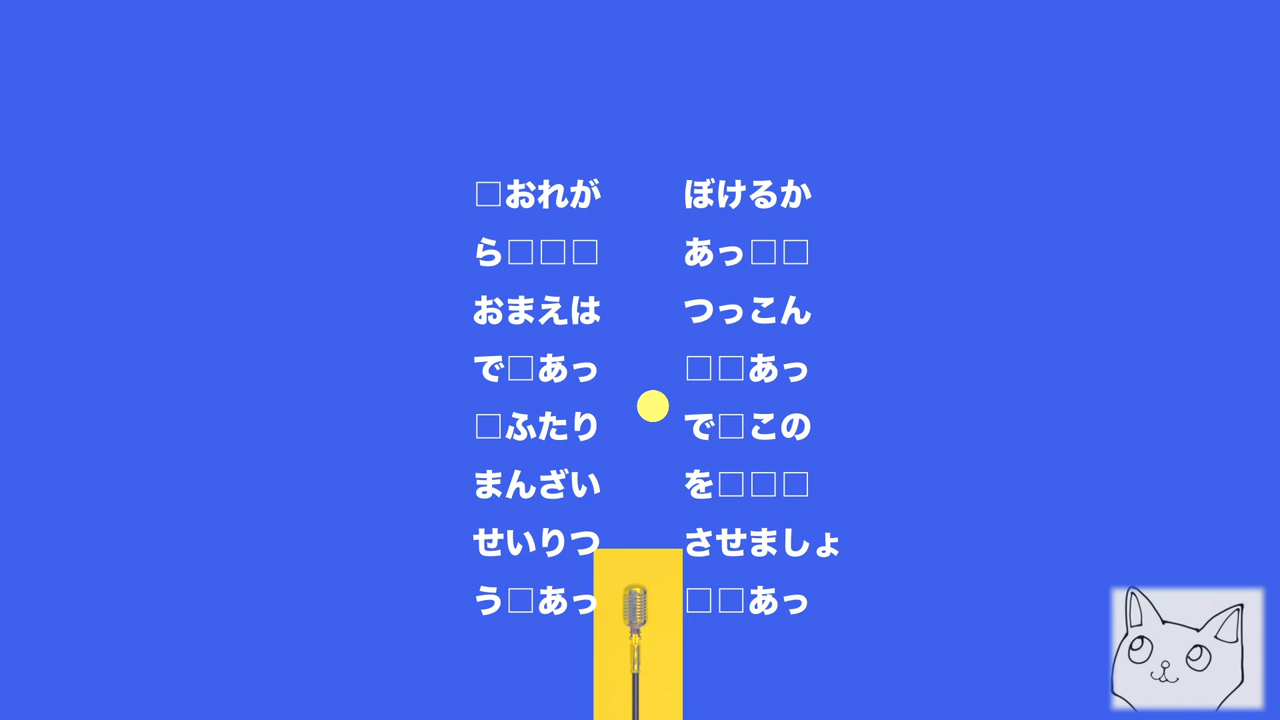 □おれが ぼけるか
ら□□□ あっ□□
おまえは つっこん
で□あっ □□あっ
□ふたり で□この
まんざい を□□□
せいりつ させましょ
う□あっ □□あっ